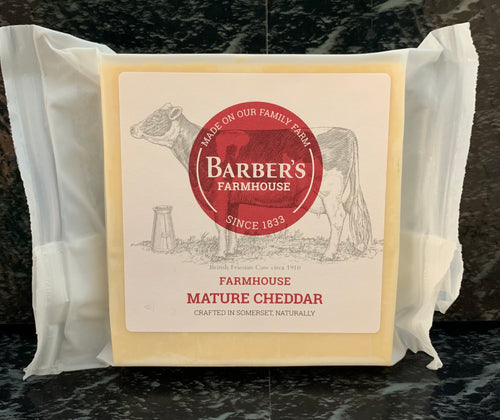 MADE ON OUR FAMILY FARM
BARBER'S
FARMHOUSE
SINCE 1833
British Friesian Cow circa 1910
FARMHOUSE
MATURE CHEDDAR
CRAFTED IN SOMERSET, NATURALLY